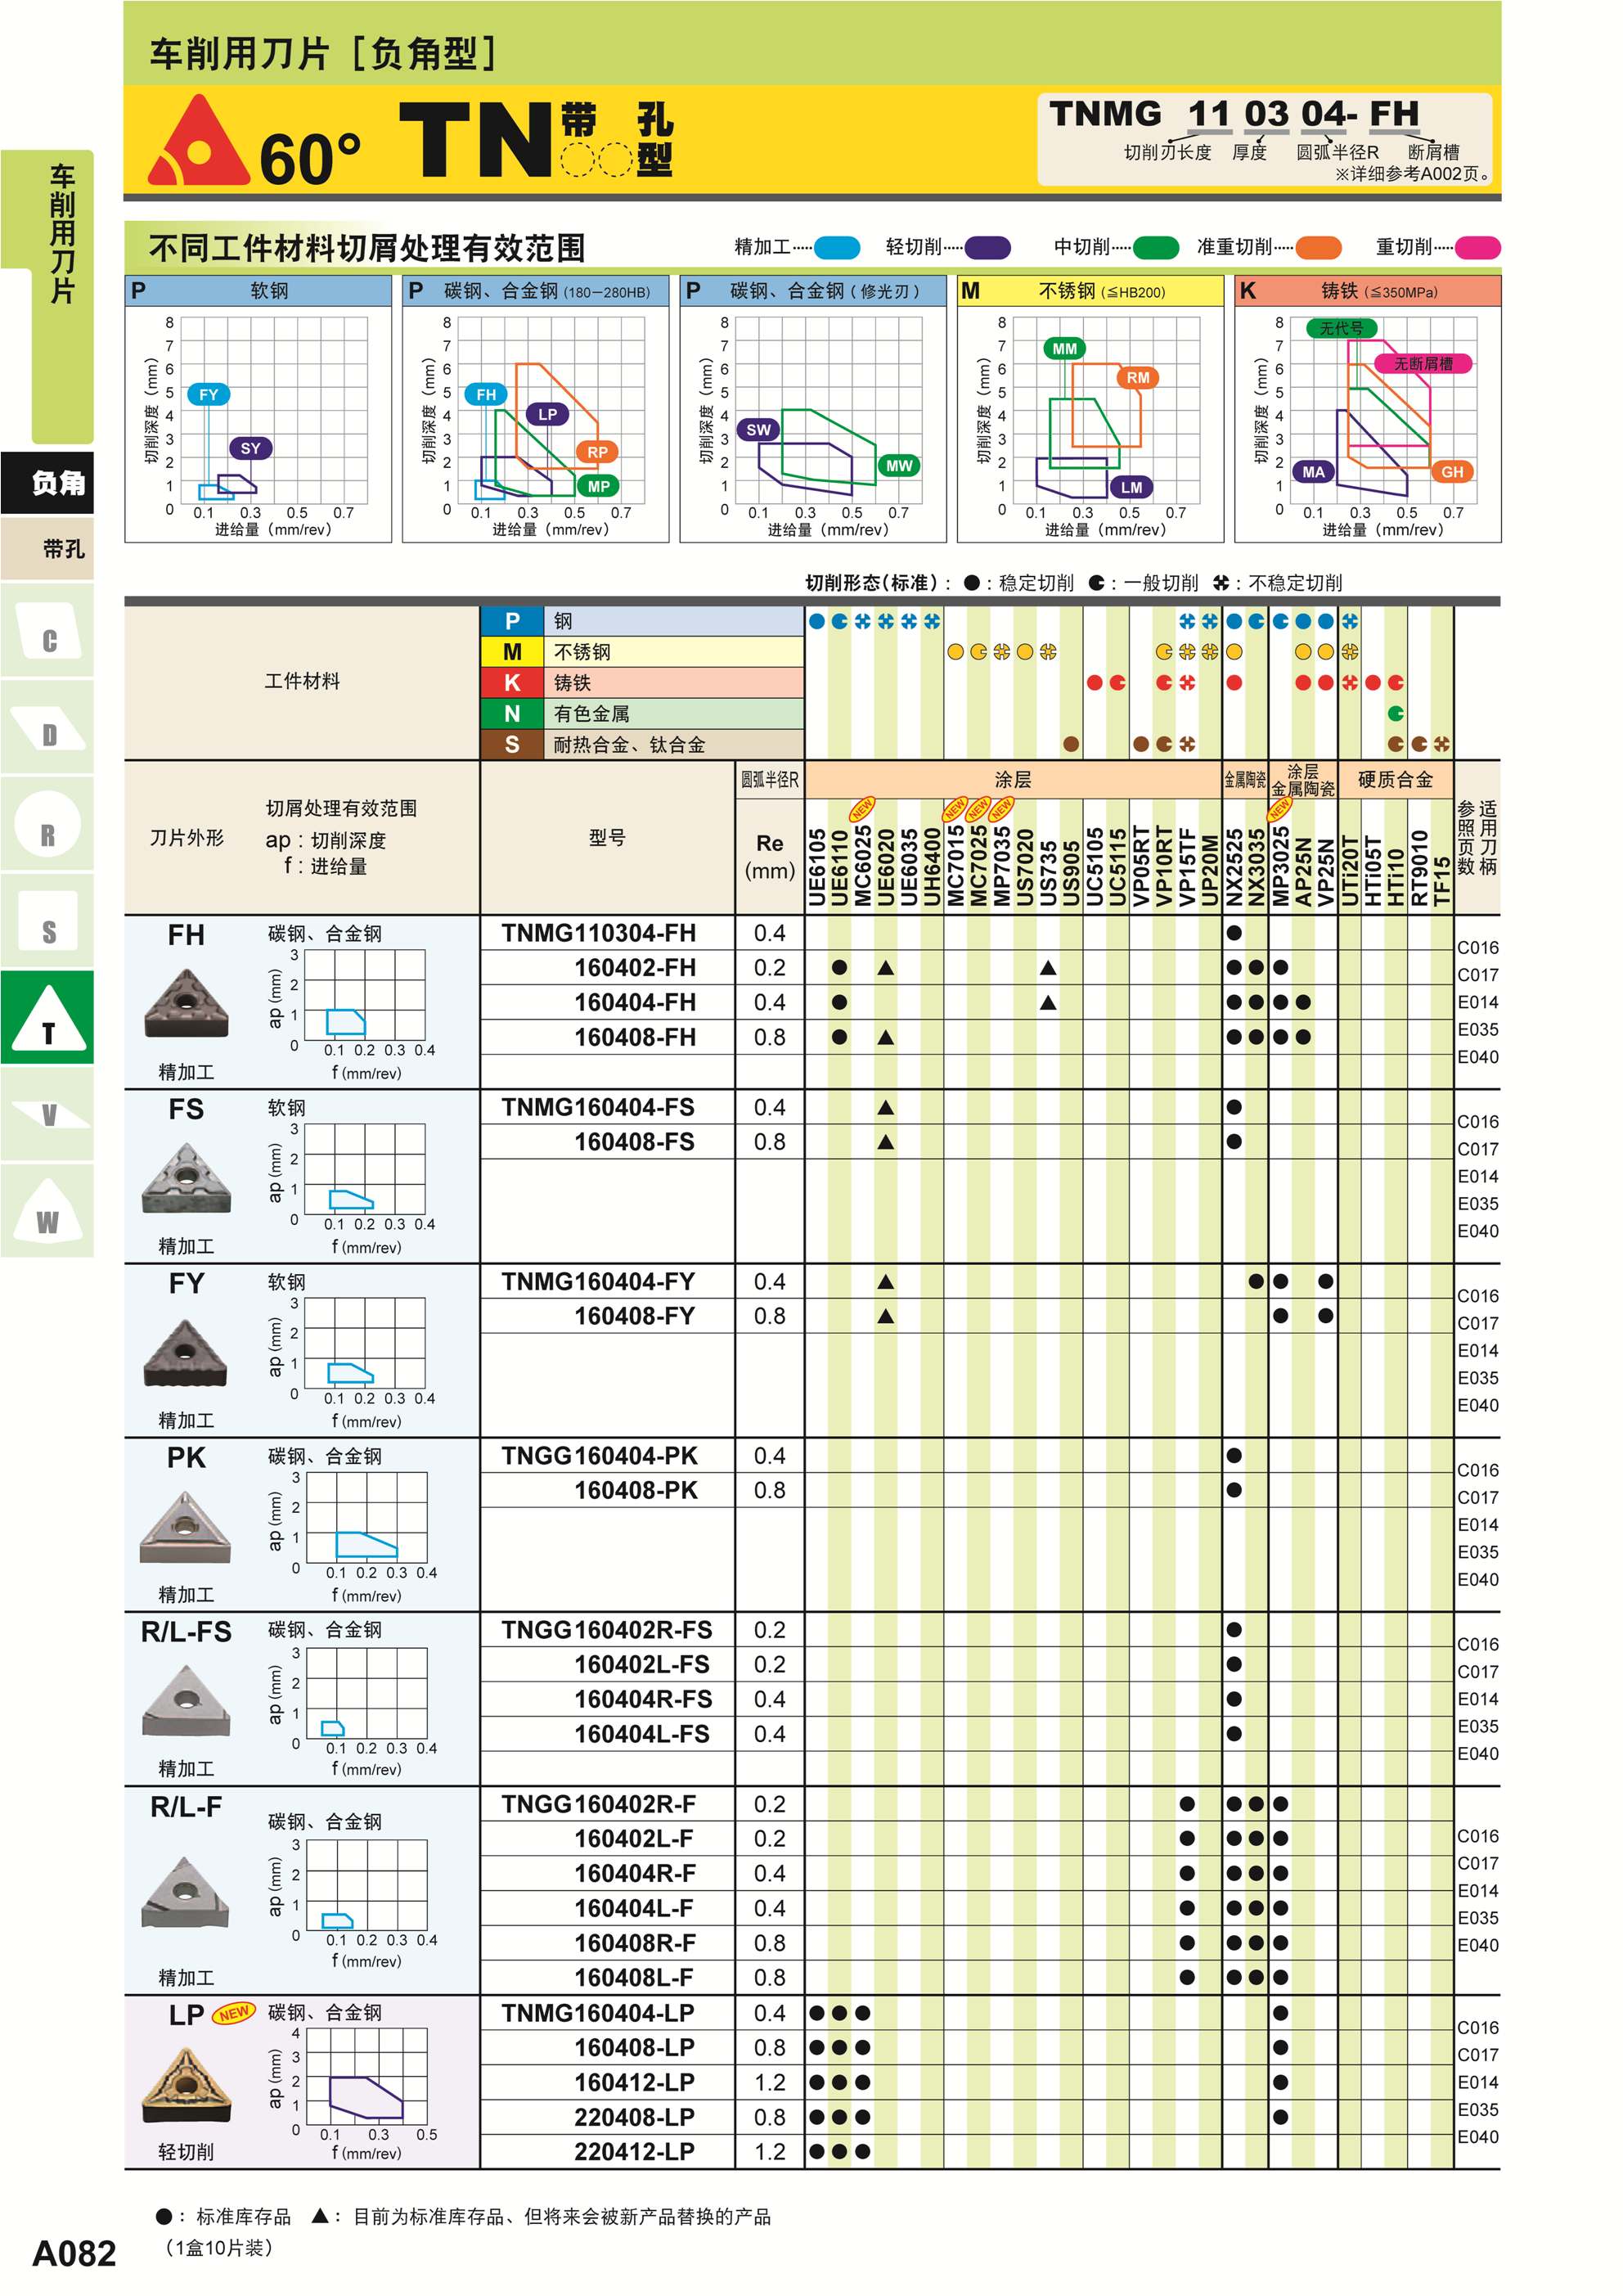 车削用刀片［负角型］
60° TN 带孔型
TNMG 11 03 04- FH
切削刃长度 厚度 圆弧半径R 断屑槽
※详细参考A002页。
车削用刀片
负角
带孔
C
D
R
S
T
V
W
不同工件材料切屑处理有效范围
精加工 轻切削 中切削 准重切削 重切削
P 软钢
切削深度（mm）
8
7
6
5
4
3
2
1
0
0.1 0.3 0.5 0.7
进给量（mm/rev）
FY
SY
P 碳钢、合金钢 (180－280HB)
切削深度（mm）
8
7
6
5
4
3
2
1
0
0.1 0.3 0.5 0.7
进给量（mm/rev）
FH
LP
RP
MP
P 碳钢、合金钢（修光刃）
切削深度（mm）
8
7
6
5
4
3
2
1
0
0.1 0.3 0.5 0.7
进给量（mm/rev）
SW
MW
M 不锈钢 (≦HB200)
切削深度（mm）
8
7
6
5
4
3
2
1
0
0.1 0.3 0.5 0.7
进给量（mm/rev）
MM
RM
LM
K 铸铁 (≦350MPa)
切削深度（mm）
8
7
6
5
4
3
2
1
0
0.1 0.3 0.5 0.7
进给量（mm/rev）
无代号
无断屑槽
MA
GH
切削形态(标准)：●：稳定切削 ：一般切削 ：不稳定切削
工件材料
P 钢
M 不锈钢
K 铸铁
N 有色金属
S 耐热合金、钛合金
刀片外形
切屑处理有效范围
ap：切削深度
f：进给量
型号
圆弧半径R
Re
(mm)
涂层
金属陶瓷
涂层
金属陶瓷
硬质合金
NEW NEW NEW NEW NEW
UE6105 UE6110 MC6025 UE6020 UE6035 UH6400 MC7015 MC7025 MP7035 US7020 US735 US905 UC5105 UC5115 VP05RT VP10RT VP15TF UP20M NX2525 NX3035 MP3025 AP25N VP25N UTi20T HTi05T HTi10 RT9010 TF15
适用刀柄
参照页数
FH 碳钢、合金钢
ap (mm)
3
2
1
0
0.1 0.2 0.3 0.4
f (mm/rev)
精加工
TNMG110304-FH 0.4 ●
160402-FH 0.2 ● ▲ ▲ ● ● ●
160404-FH 0.4 ● ▲ ● ● ● ●
160408-FH 0.8 ● ▲ ● ● ● ●
C016
C017
E014
E035
E040
FS 软钢
ap (mm)
3
2
1
0
0.1 0.2 0.3 0.4
f (mm/rev)
精加工
TNMG160404-FS 0.4 ▲ ●
160408-FS 0.8 ▲ ●
C016
C017
E014
E035
E040
FY 软钢
ap (mm)
3
2
1
0
0.1 0.2 0.3 0.4
f (mm/rev)
精加工
TNMG160404-FY 0.4 ▲ ● ● ●
160408-FY 0.8 ▲ ● ●
C016
C017
E014
E035
E040
PK 碳钢、合金钢
ap (mm)
3
2
1
0
0.1 0.2 0.3 0.4
f (mm/rev)
精加工
TNGG160404-PK 0.4 ●
160408-PK 0.8 ●
C016
C017
E014
E035
E040
R/L-FS 碳钢、合金钢
ap (mm)
3
2
1
0
0.1 0.2 0.3 0.4
f (mm/rev)
精加工
TNGG160402R-FS 0.2 ●
160402L-FS 0.2 ●
160404R-FS 0.4 ●
160404L-FS 0.4 ●
C016
C017
E014
E035
E040
R/L-F 碳钢、合金钢
ap (mm)
3
2
1
0
0.1 0.2 0.3 0.4
f (mm/rev)
精加工
TNGG160402R-F 0.2 ● ● ● ●
160402L-F 0.2 ● ● ● ●
160404R-F 0.4 ● ● ● ●
160404L-F 0.4 ● ● ● ●
160408R-F 0.8 ● ● ● ●
160408L-F 0.8 ● ● ● ●
C016
C017
E014
E035
E040
LP NEW 碳钢、合金钢
ap (mm)
4
3
2
1
0
0.1 0.3 0.5
f (mm/rev)
轻切削
TNMG160404-LP 0.4 ● ● ● ●
160408-LP 0.8 ● ● ● ●
160412-LP 1.2 ● ● ● ●
220408-LP 0.8 ● ● ● ●
220412-LP 1.2 ● ● ●
C016
C017
E014
E035
E040
●：标准库存品 ▲：目前为标准库存品、但将来会被新产品替换的产品
（1盒10片装）
A082